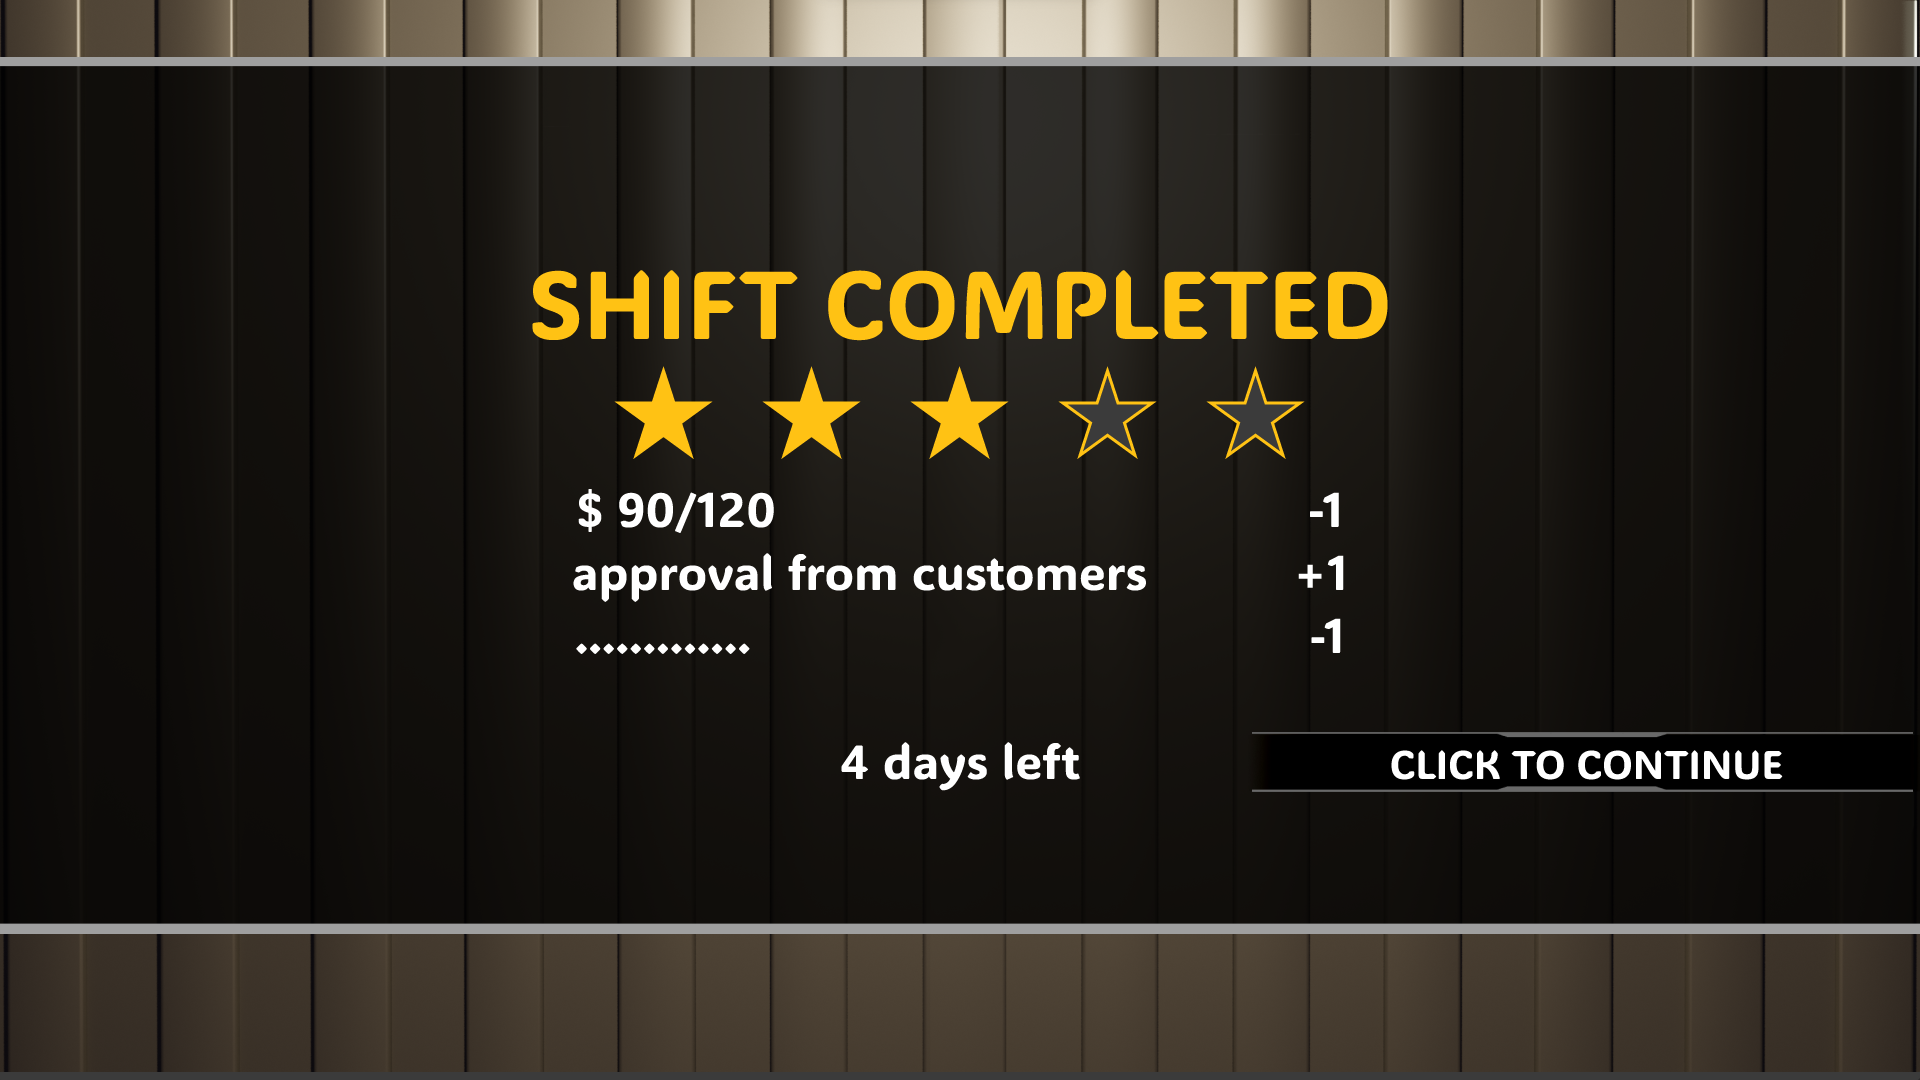 SHIFT COMPLETED
$ 90/120 -1
approval from customers +1
............. -1
4 days left
CLICK TO CONTINUE